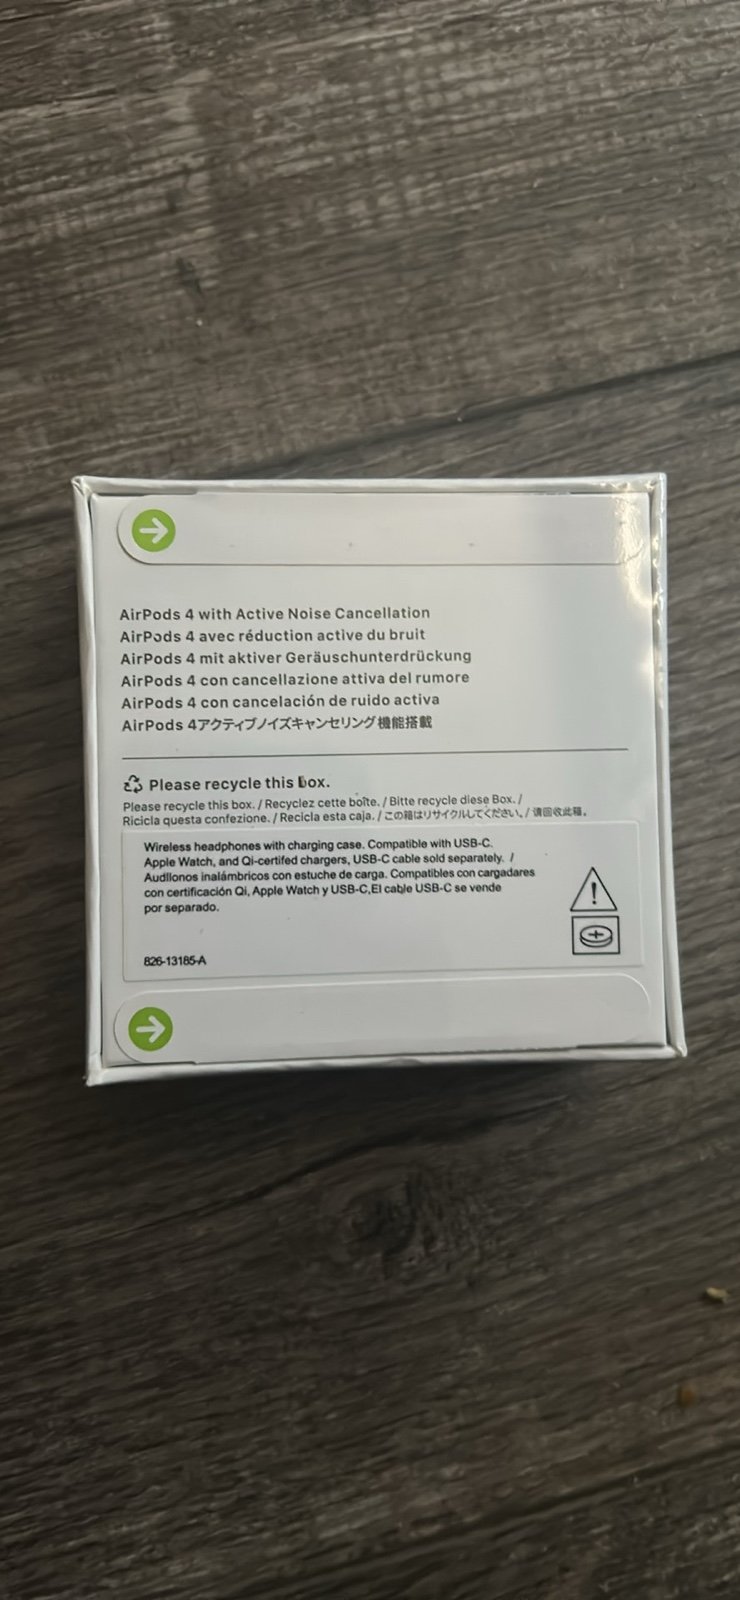 AirPods 4 with Active Noise Cancellation
AirPods 4 avec réduction active du bruit
AirPods 4 mit aktiver Geräuschunterdrückung
AirPods 4 con cancellazione attiva del rumore
AirPods 4 con cancelación de ruido activa
AirPods 4アクティブノイズキャンセリング機能搭載
Please recycle this box.
Please recycle this box. / Recyclez cette boîte. / Bitte recycle diese Box. /
Ricicla questa confezione. / Recicla esta caja. / この箱はリサイクルしてください。/ 请回收此箱。
Wireless headphones with charging case. Compatible with USB-C.
Apple Watch, and Qi-certifed chargers, USB-C cable sold separately. /
Audllonos inalámbricos con estuche de carga. Compatibles con cargadares
con certificación Qi, Apple Watch y USB-C,El cable USB-C se vende
por separado.
826-13185-A